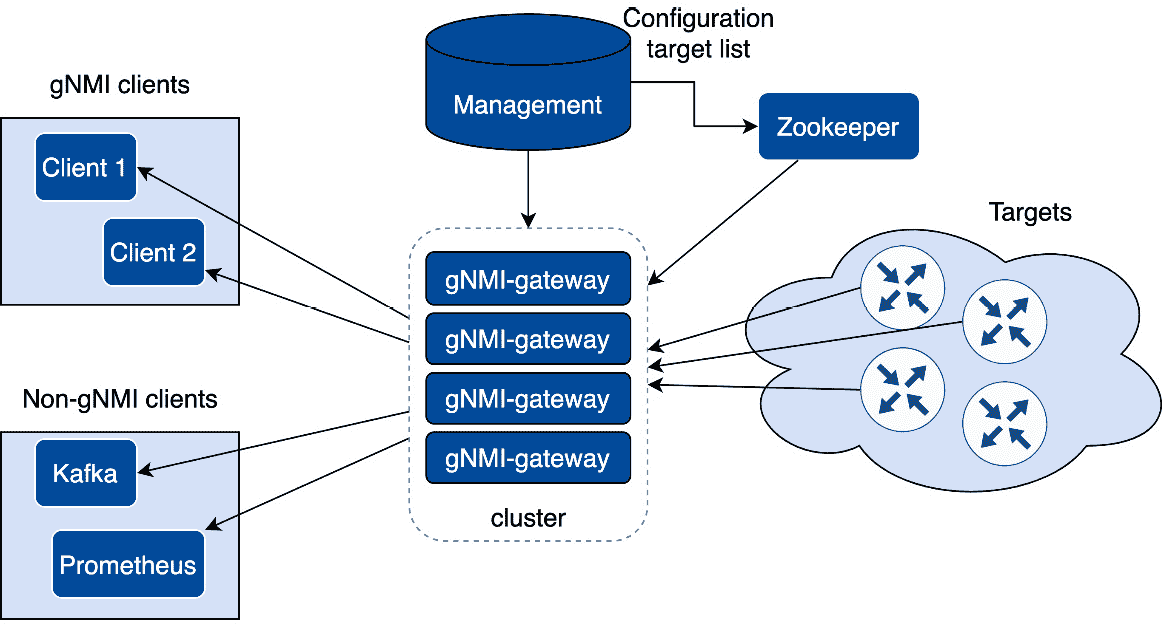 Configuration
target list
Management
Zookeeper
gNMI clients
Client 1
Client 2
Targets
gNMI-gateway
gNMI-gateway
gNMI-gateway
gNMI-gateway
cluster
Non-gNMI clients
Kafka
Prometheus